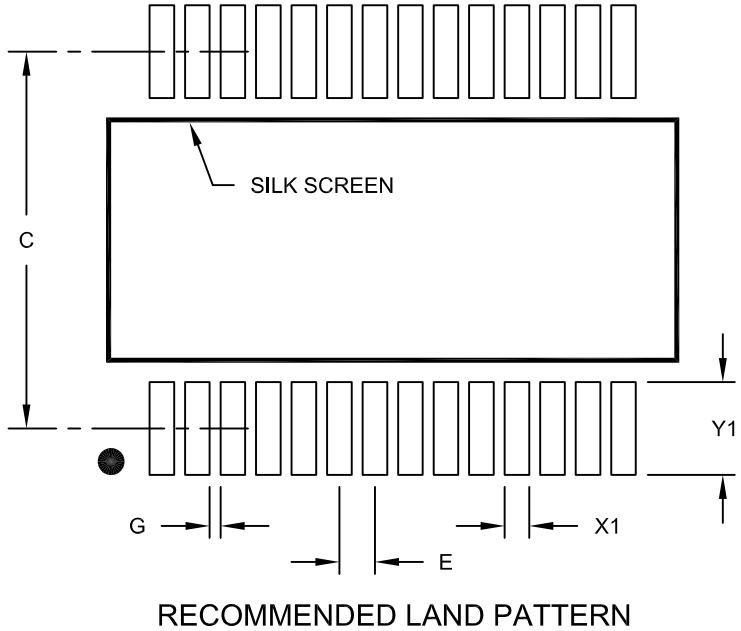 SILK SCREEN
C
Y1
G
X1
E
RECOMMENDED LAND PATTERN